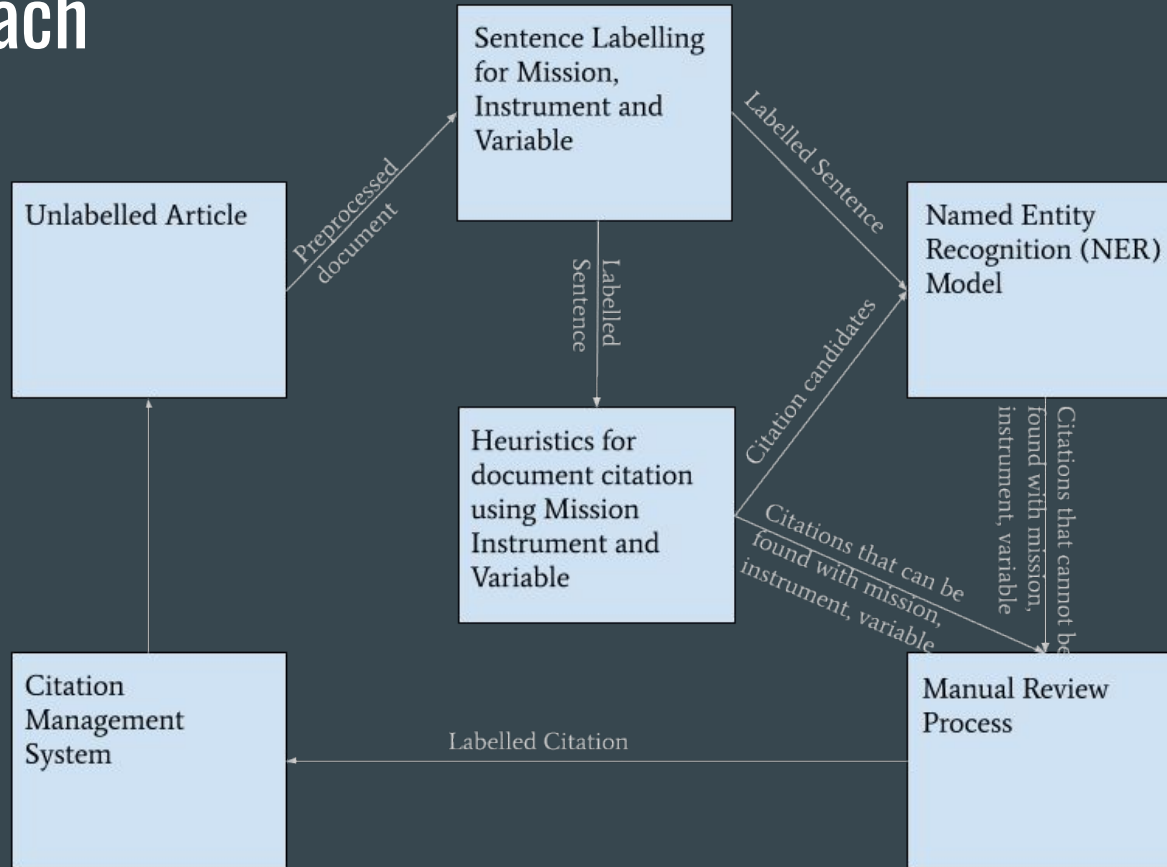 ach
Sentence Labelling
for Mission,
Instrument and
Variable
Unlabelled Article
Preprocessed
document
Labelled Sentence
Named Entity
Recognition (NER)
Model
Labelled
Sentence
Citation candidates
Heuristics for
document citation
using Mission
Instrument and
Variable
Citations that can be
found with mission,
instrument, variable
Citations that cannot be
found with mission,
instrument, variable
Citation
Management
System
Labelled Citation
Manual Review
Process